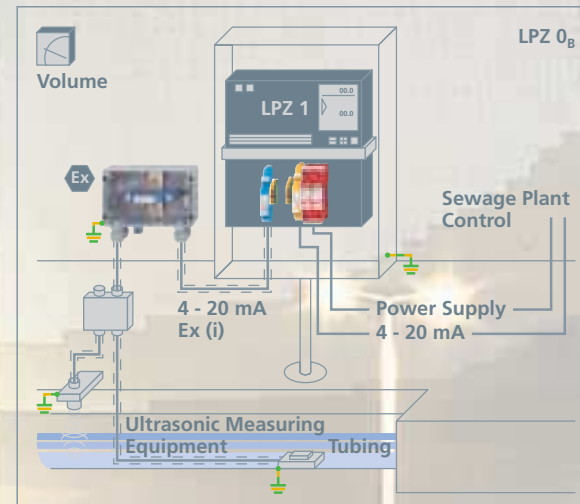 LPZ 0B
Volume
LPZ 1
00.0
00.0
Ex
Sewage Plant
Control
4 - 20 mA
Ex (i)
Power Supply
4 - 20 mA
Ultrasonic Measuring
Equipment
Tubing